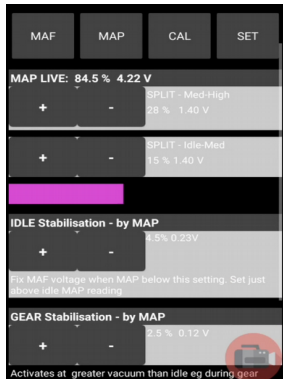 MAF MAP CAL SET
MAP LIVE: 84.5 % 4.22 V
SPLIT - Med-High
+ - 28 % 1.40 V
SPLIT - Idle-Med
+ - 15 % 1.40 V
IDLE Stabilisation - by MAP
4.5% 0.23V
+ -
Fix MAF voltage when MAP below this setting. Set just
above idle MAP reading
GEAR Stabilisation - by MAP
2.5 % 0.12 V
+ -
Activates at greater vacuum than idle eg during gear